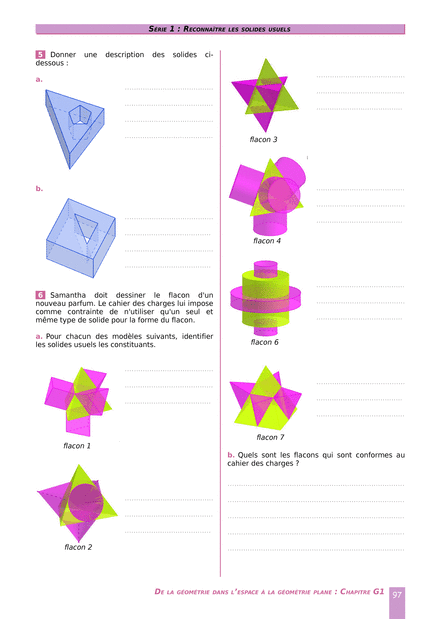 Série 1 : Reconnaître les solides usuels
5 Donner une description des solides ci-
dessous :
a.
b.
6 Samantha doit dessiner le flacon d'un
nouveau parfum. Le cahier des charges lui impose
comme contrainte de n'utiliser qu'un seul et
même type de solide pour la forme du flacon.
a. Pour chacun des modèles suivants, identifier
les solides usuels les constituants.
flacon 1
flacon 2
flacon 3
flacon 4
flacon 6
flacon 7
b. Quels sont les flacons qui sont conformes au
cahier des charges ?
De la géométrie dans l'espace à la géométrie plane : Chapitre G1
97